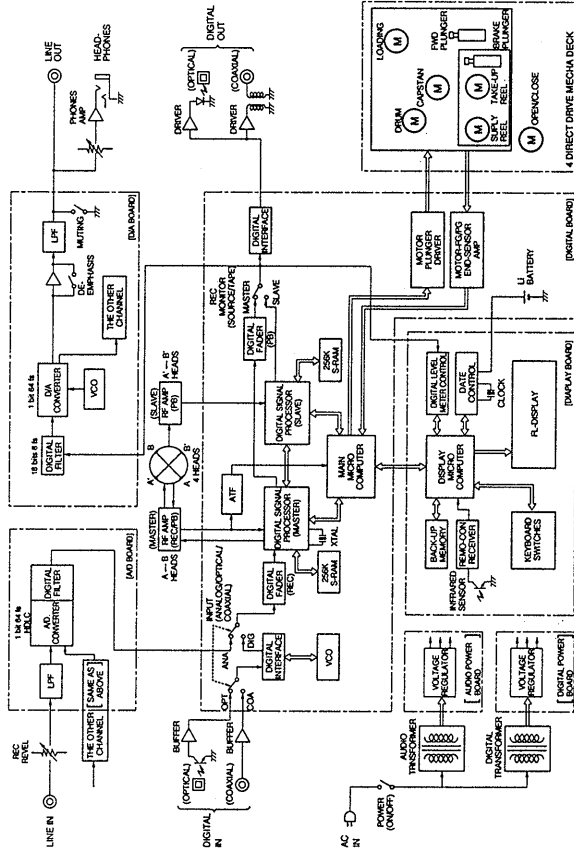 LINE IN
REC
REVEL
LPF
THE OTHER
CHANNEL
[SAME AS
ABOVE]
1 bit 64 fs
HDLC
A/D
CONVERTER
DIGITAL
FILTER
[A/D BOARD]
18 bits 8 fs
DIGITAL
FILTER
1 bit 64 fs
D/A
CONVERTER
VCO
THE OTHER
CHANNEL
DE-
EMPHASIS
LPF
MUTING
[D/A BOARD]
PHONES
AMP
LINE
OUT
HEAD-
PHONES
DIGITAL
IN
(OPTICAL)
BUFFER
(COAXIAL)
BUFFER
OPT
COA
ANA
DIG
INPUT
(ANALOG/OPTICAL/
COAXIAL)
DIGITAL
INTERFACE
VCO
DIGITAL
FADER
(REC)
(MASTER)
RF AMP
(REC/PB)
A — B
HEADS
A'
B
A
B'
4 HEADS
(SLAVE)
RF AMP
(PB)
A' — B'
HEADS
ATF
DIGITAL SIGNAL
PROCESSOR
(MASTER)
256K
S-RAM
XTAL
DIGITAL SIGNAL
PROCESSOR
(SLAVE)
256K
S-RAM
MAIN
MICRO
COMPUTER
DIGITAL
FADER
(PB)
REC
MONITOR
(SOURCE/TAPE)
MASTER
SLAVE
DIGITAL
INTERFACE
DRIVER
DRIVER
(OPTICAL)
(COAXIAL)
DIGITAL
OUT
MOTOR
PLUNGER
DRIVER
MOTOR-FG/PG
END-SENSOR
AMP
[DIGITAL BOARD]
LOADING
M
DRUM
M
CAPSTAN
M
FWD
PLUNGER
BRAKE
PLUNGER
SUPLY
REEL
M
TAKE-UP
REEL
M
OPEN/CLOSE
M
4 DIRECT DRIVE MECHA DECK
BACK-UP
MEMORY
REMO-CON
RECEIVER
INFRARED
SENSOR
DISPLAY
MICRO
COMPUTER
DIGITAL LEVEL
METER CONTROL
DATE
CONTROL
CLOCK
Li
BATTERY
KEYBOARD
SWITCHES
FL-DISPLAY
[DIAPLAY BOARD]
AC
IN
POWER
(ON/OFF)
AUDIO
TRANSFORMER
VOLTAGE
REGULATOR
[AUDIO POWER
BOARD]
DIGITAL
TRANSFORMER
VOLTAGE
REGULATOR
[DIGITAL POWER
BOARD]